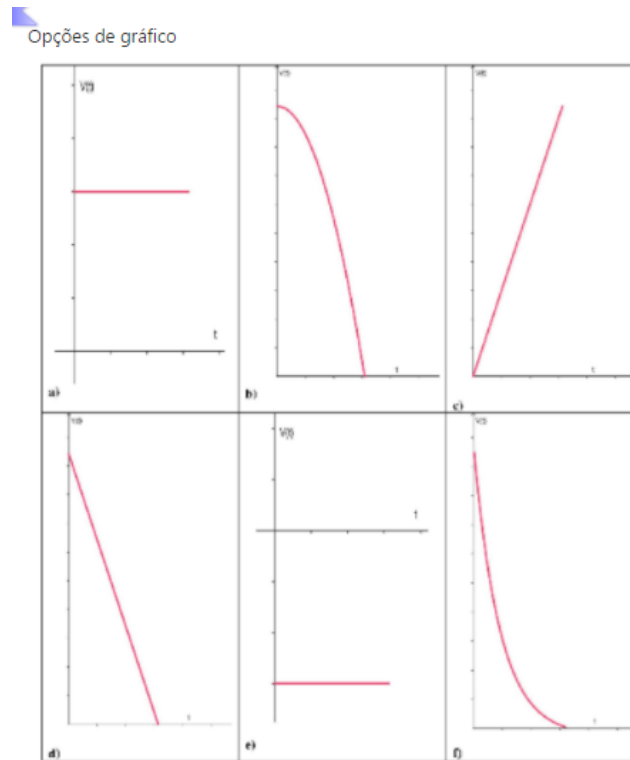 Opções de gráfico
V(t)
t
a)
V(t)
t
b)
V(t)
t
c)
V(t)
t
d)
V(t)
t
e)
V(t)
t
f)